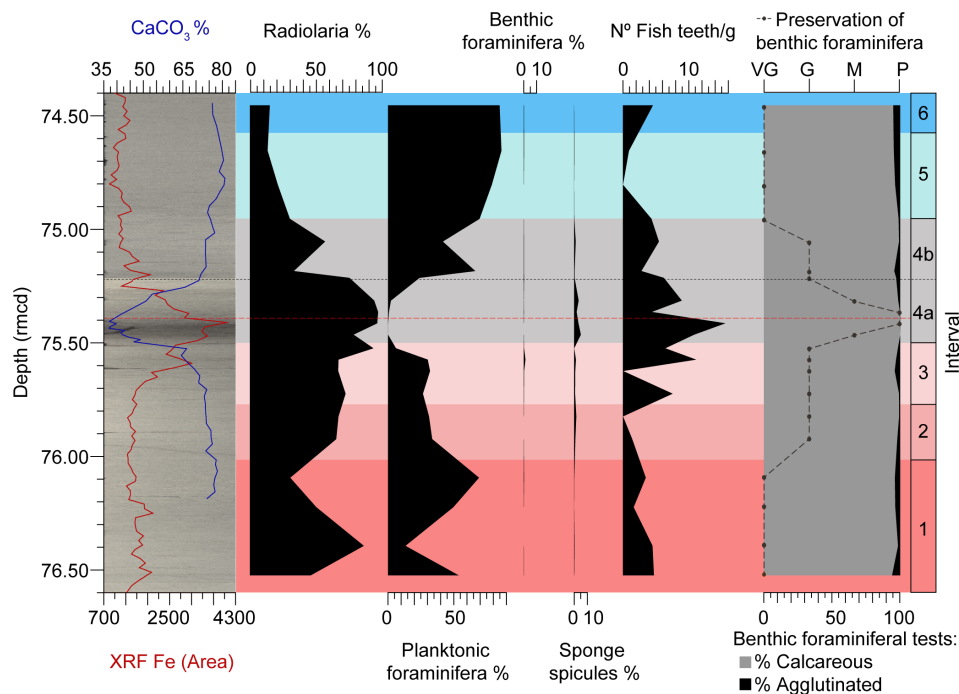 CaCO3 %
Radiolaria %
Benthic foraminifera %
Nº Fish teeth/g
Preservation of benthic foraminifera
35 50 65 80
0 50 100
0 10
0 10
VG G M P
74.50
75.00
75.50
76.00
76.50
Depth (rmcd)
6
5
4b
4a
3
2
1
Interval
700 2500 4300
0 50
0 10
0 50 100
XRF Fe (Area)
Planktonic foraminifera %
Sponge spicules %
Benthic foraminiferal tests:
% Calcareous
% Agglutinated